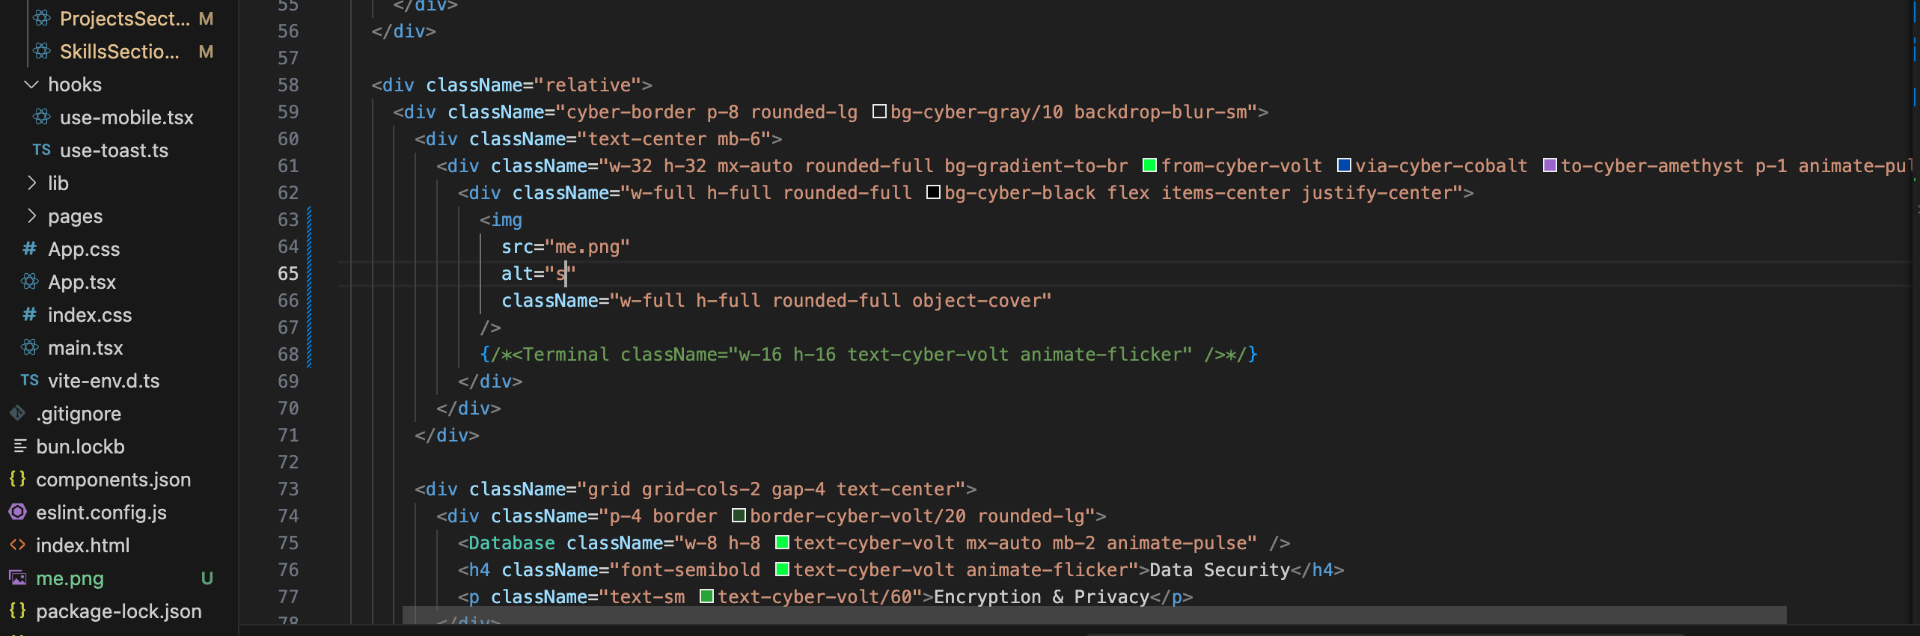 ProjectsSect... M
SkillsSectio... M
hooks
use-mobile.tsx
TS use-toast.ts
lib
pages
# App.css
App.tsx
# index.css
main.tsx
TS vite-env.d.ts
.gitignore
bun.lockb
{} components.json
eslint.config.js
<> index.html
me.png U
{} package-lock.json
55 </div>
56 </div>
57
58 <div className="relative">
59 <div className="cyber-border p-8 rounded-lg bg-cyber-gray/10 backdrop-blur-sm">
60 <div className="text-center mb-6">
61 <div className="w-32 h-32 mx-auto rounded-full bg-gradient-to-br from-cyber-volt via-cyber-cobalt to-cyber-amethyst p-1 animate-pul
62 <div className="w-full h-full rounded-full bg-cyber-black flex items-center justify-center">
63 <img
64 src="me.png"
65 alt="s"
66 className="w-full h-full rounded-full object-cover"
67 />
68 {/*<Terminal className="w-16 h-16 text-cyber-volt animate-flicker" />*/}
69 </div>
70 </div>
71 </div>
72
73 <div className="grid grid-cols-2 gap-4 text-center">
74 <div className="p-4 border border-cyber-volt/20 rounded-lg">
75 <Database className="w-8 h-8 text-cyber-volt mx-auto mb-2 animate-pulse" />
76 <h4 className="font-semibold text-cyber-volt animate-flicker">Data Security</h4>
77 <p className="text-sm text-cyber-volt/60">Encryption & Privacy</p>
78 </div>